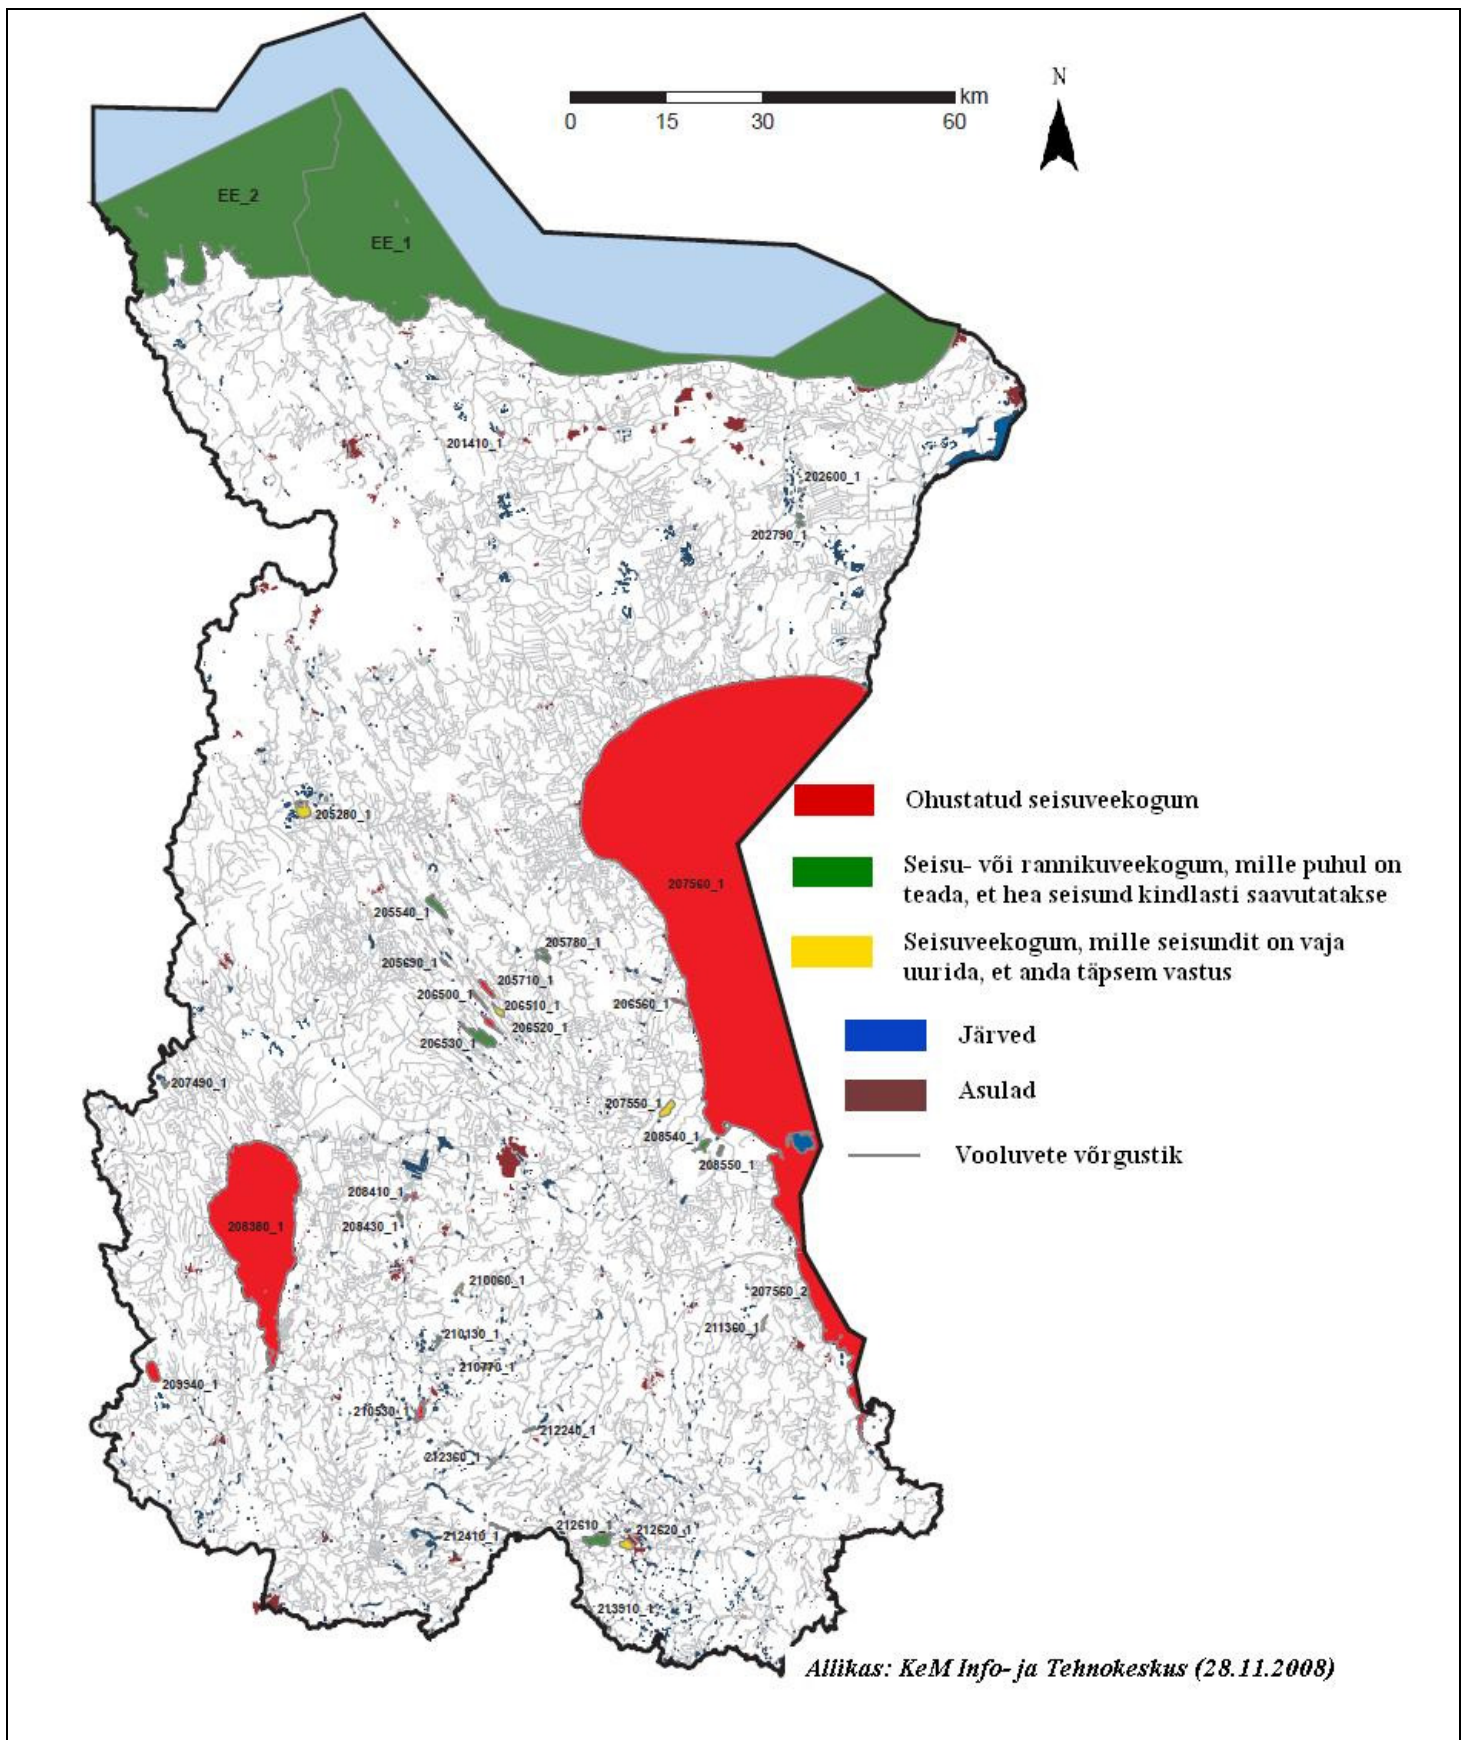 N
km
0 15 30 60
EE_2
EE_1
201410_1
202600_1
202790_1
205280_1
207560_1
205540_1
205780_1
205690_1
205710_1
206500_1
206510_1
206560_1
206520_1
206530_1
207490_1
207550_1
208540_1
208550_1
208410_1
208380_1
208430_1
210060_1
207560_2
211360_1
210130_1
210770_1
209940_1
210530_1
212240_1
212360_1
212610_1
212620_1
212410_1
213910_1
Ohustatud seisuveekogum
Seisu- või rannikuveekogum, mille puhul on
teada, et hea seisund kindlasti saavutatakse
Seisuveekogum, mille seisundit on vaja
uurida, et anda täpsem vastus
Järved
Asulad
Vooluvete võrgustik
Allikas: KeM Info- ja Tehnokeskus (28.11.2008)